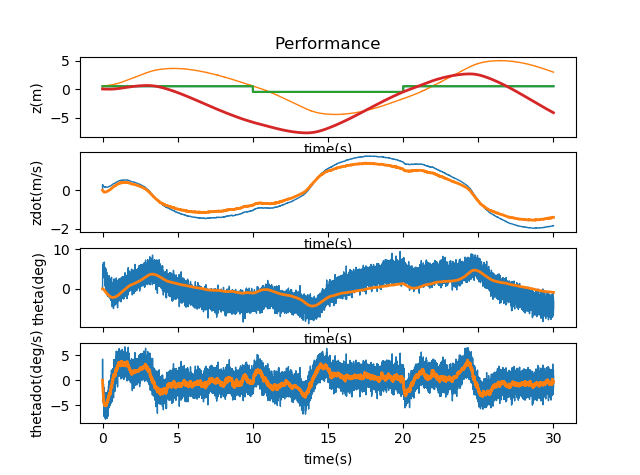 Performance
5
0
−5
z(m)
time(s)
0
−2
zdot(m/s)
time(s)
10
0
theta(deg)
time(s)
5
0
−5
thetadot(deg/s)
0 5 10 15 20 25 30
time(s)